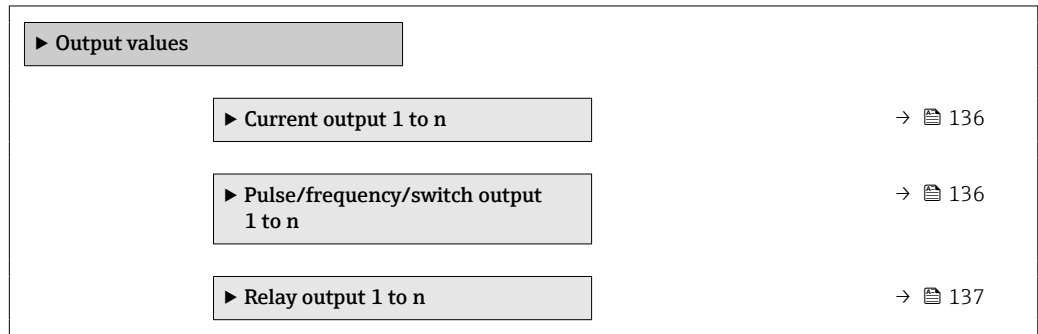 ▶ Output values
▶ Current output 1 to n → 136
▶ Pulse/frequency/switch output
1 to n → 136
▶ Relay output 1 to n → 137